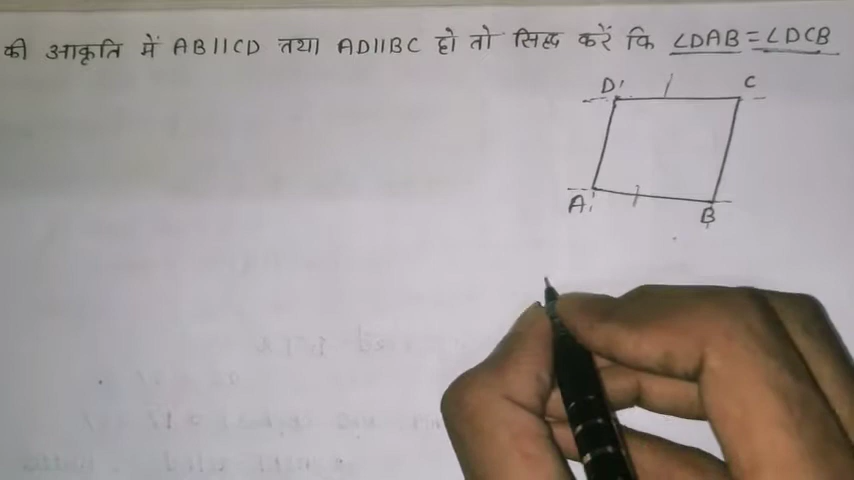 की आकृति में AB||CD तथा AD||BC हो तो सिद्ध करें कि ∠DAB=∠DCB
D C
A B